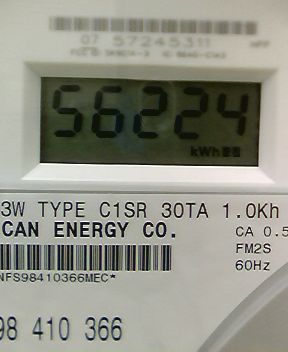 07 57245311
56224
kWh
3W TYPE C1SR 30TA 1.0Kh
CAN ENERGY CO.
CA 0.5
FM2S
60Hz
NFS98410366MEC*
98 410 366